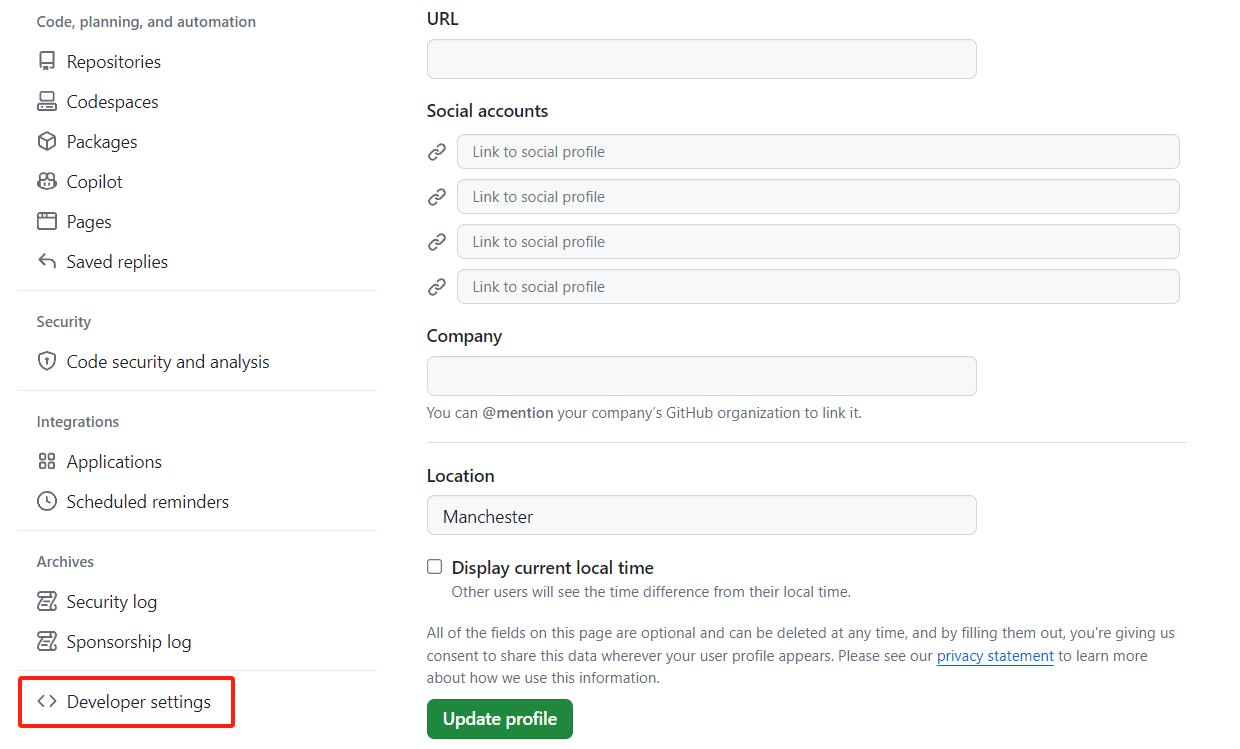 Code, planning, and automation
Repositories
Codespaces
Packages
Copilot
Pages
Saved replies
Security
Code security and analysis
Integrations
Applications
Scheduled reminders
Archives
Security log
Sponsorship log
Developer settings
URL
Social accounts
Link to social profile
Link to social profile
Link to social profile
Link to social profile
Company
You can @mention your company's GitHub organization to link it.
Location
Manchester
Display current local time
Other users will see the time difference from their local time.
All of the fields on this page are optional and can be deleted at any time, and by filling them out, you're giving us
consent to share this data wherever your user profile appears. Please see our privacy statement to learn more
about how we use this information.
Update profile